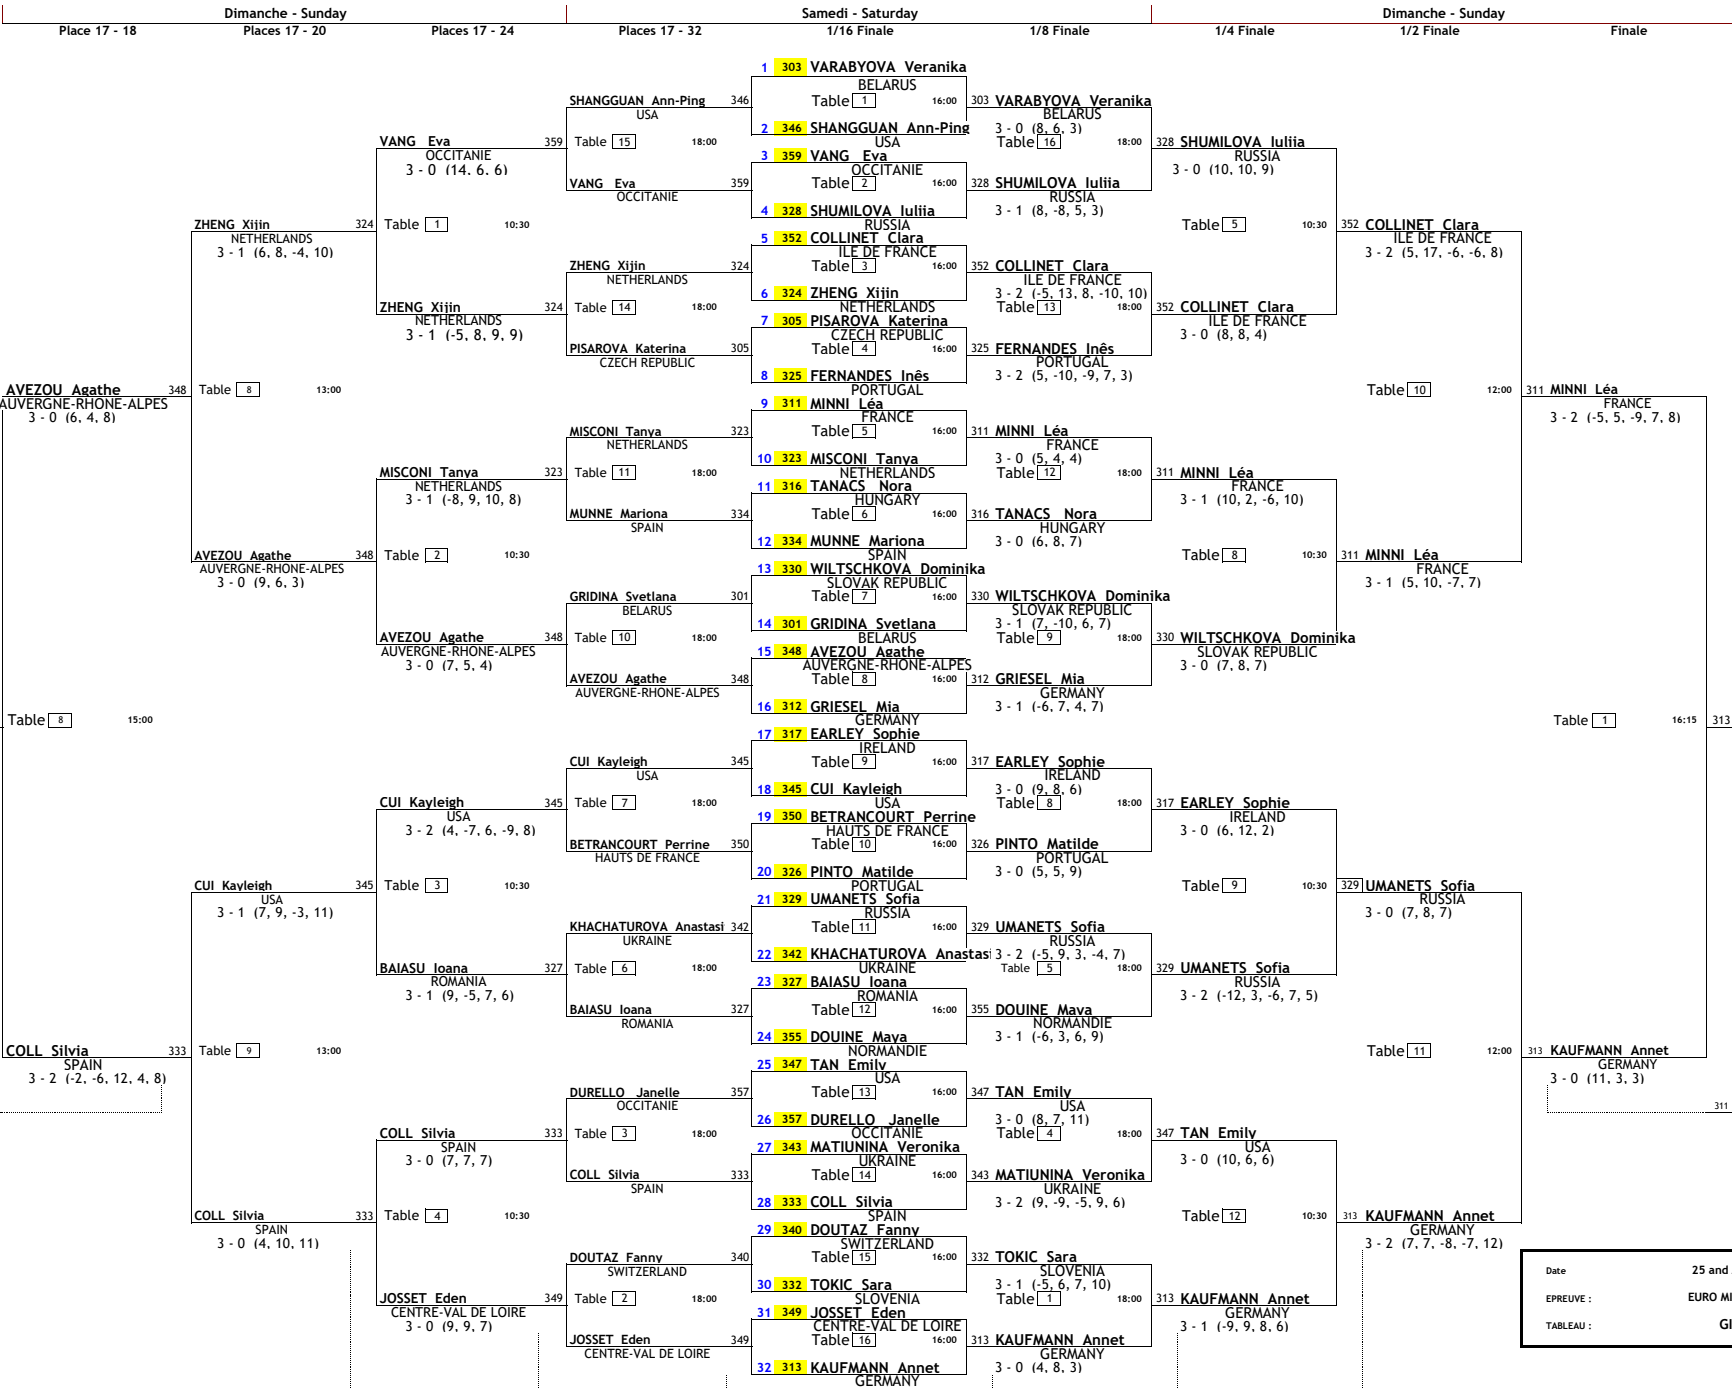 Dimanche - Sunday Samedi - Saturday Dimanche - Sunday
Place 17 - 18 Places 17 - 20 Places 17 - 24 Places 17 - 32 1/16 Finale 1/8 Finale 1/4 Finale 1/2 Finale Finale
1 303 VARABYOVA Veranika
BELARUS
SHANGGUAN Ann-Ping 346 Table 1 16:00 303 VARABYOVA Veranika
USA BELARUS
2 346 SHANGGUAN Ann-Ping 3 - 0 (8, 6, 3)
VANG Eva 359 Table 15 18:00 USA Table 16 18:00 328 SHUMILOVA Iuliia
OCCITANIE 3 359 VANG Eva RUSSIA
3 - 0 (14, 6, 6) OCCITANIE 3 - 0 (10, 10, 9)
VANG Eva 359 Table 2 16:00 328 SHUMILOVA Iuliia
OCCITANIE RUSSIA
4 328 SHUMILOVA Iuliia 3 - 1 (8, -8, 5, 3)
ZHENG Xijin 324 Table 1 10:30 RUSSIA Table 5 10:30 352 COLLINET Clara
NETHERLANDS 5 352 COLLINET Clara ILE DE FRANCE
3 - 1 (6, 8, -4, 10) ILE DE FRANCE 3 - 2 (5, 17, -6, -6, 8)
ZHENG Xijin 324 Table 3 16:00 352 COLLINET Clara
NETHERLANDS ILE DE FRANCE
6 324 ZHENG Xijin 3 - 2 (-5, 13, 8, -10, 10)
ZHENG Xijin 324 Table 14 18:00 NETHERLANDS Table 13 18:00 352 COLLINET Clara
NETHERLANDS 7 305 PISAROVA Katerina ILE DE FRANCE
3 - 1 (-5, 8, 9, 9) CZECH REPUBLIC 3 - 0 (8, 8, 4)
PISAROVA Katerina 305 Table 4 16:00 325 FERNANDES Inês
CZECH REPUBLIC PORTUGAL
8 325 FERNANDES Inês 3 - 2 (5, -10, -9, 7, 3)
AVEZOU Agathe 348 Table 8 13:00 PORTUGAL Table 10 12:00 311 MINNI Léa
AUVERGNE-RHONE-ALPES 9 311 MINNI Léa FRANCE
3 - 0 (6, 4, 8) FRANCE 3 - 2 (-5, 5, -9, 7, 8)
MISCONI Tanya 323 Table 5 16:00 311 MINNI Léa
NETHERLANDS FRANCE
10 323 MISCONI Tanya 3 - 0 (5, 4, 4)
MISCONI Tanya 323 Table 11 18:00 NETHERLANDS Table 12 18:00 311 MINNI Léa
NETHERLANDS 11 316 TANACS Nora FRANCE
3 - 1 (-8, 9, 10, 8) HUNGARY 3 - 1 (10, 2, -6, 10)
MUNNE Mariona 334 Table 6 16:00 316 TANACS Nora
SPAIN HUNGARY
12 334 MUNNE Mariona 3 - 0 (6, 8, 7)
AVEZOU Agathe 348 Table 2 10:30 SPAIN Table 8 10:30 311 MINNI Léa
AUVERGNE-RHONE-ALPES 13 330 WILTSCHKOVA Dominika FRANCE
3 - 0 (9, 6, 3) SLOVAK REPUBLIC 3 - 1 (5, 10, -7, 7)
GRIDINA Svetlana 301 Table 7 16:00 330 WILTSCHKOVA Dominika
BELARUS SLOVAK REPUBLIC
14 301 GRIDINA Svetlana 3 - 1 (7, -10, 6, 7)
AVEZOU Agathe 348 Table 10 18:00 BELARUS Table 9 18:00 330 WILTSCHKOVA Dominika
AUVERGNE-RHONE-ALPES 15 348 AVEZOU Agathe SLOVAK REPUBLIC
3 - 0 (7, 5, 4) AUVERGNE-RHONE-ALPES 3 - 0 (7, 8, 7)
AVEZOU Agathe 348 Table 8 16:00 312 GRIESEL Mia
AUVERGNE-RHONE-ALPES GERMANY
16 312 GRIESEL Mia 3 - 1 (-6, 7, 4, 7)
Table 8 15:00 GERMANY Table 1 16:15 313
17 317 EARLEY Sophie
IRELAND
CUI Kayleigh 345 Table 9 16:00 317 EARLEY Sophie
USA IRELAND
18 345 CUI Kayleigh 3 - 0 (9, 8, 6)
CUI Kayleigh 345 Table 7 18:00 USA Table 8 18:00 317 EARLEY Sophie
USA 19 350 BETRANCOURT Perrine IRELAND
3 - 2 (4, -7, 6, -9, 8) HAUTS DE FRANCE 3 - 0 (6, 12, 2)
BETRANCOURT Perrine 350 Table 10 16:00 326 PINTO Matilde
HAUTS DE FRANCE PORTUGAL
20 326 PINTO Matilde 3 - 0 (5, 5, 9)
CUI Kayleigh 345 Table 3 10:30 PORTUGAL Table 9 10:30 329 UMANETS Sofia
USA 21 329 UMANETS Sofia RUSSIA
3 - 1 (7, 9, -3, 11) RUSSIA 3 - 0 (7, 8, 7)
KHACHATUROVA Anastasi 342 Table 11 16:00 329 UMANETS Sofia
UKRAINE RUSSIA
22 342 KHACHATUROVA Anastasi 3 - 2 (-5, 9, 3, -4, 7)
BAIASU Ioana 327 Table 6 18:00 UKRAINE Table 5 18:00 329 UMANETS Sofia
ROMANIA 23 327 BAIASU Ioana RUSSIA
3 - 1 (9, -5, 7, 6) ROMANIA 3 - 2 (-12, 3, -6, 7, 5)
BAIASU Ioana 327 Table 12 16:00 355 DOUINE Maya
ROMANIA NORMANDIE
24 355 DOUINE Maya 3 - 1 (-6, 3, 6, 9)
COLL Silvia 333 Table 9 13:00 NORMANDIE Table 11 12:00 313 KAUFMANN Annet
SPAIN 25 347 TAN Emily GERMANY
3 - 2 (-2, -6, 12, 4, 8) USA 3 - 0 (11, 3, 3)
DURELLO Janelle 357 Table 13 16:00 347 TAN Emily
OCCITANIE USA 311
26 357 DURELLO Janelle 3 - 0 (8, 7, 11)
COLL Silvia 333 Table 3 18:00 OCCITANIE Table 4 18:00 347 TAN Emily
SPAIN 27 343 MATIUNINA Veronika USA
3 - 0 (7, 7, 7) UKRAINE 3 - 0 (10, 6, 6)
COLL Silvia 333 Table 14 16:00 343 MATIUNINA Veronika
SPAIN UKRAINE
28 333 COLL Silvia 3 - 2 (9, -9, -5, 9, 6)
COLL Silvia 333 Table 4 10:30 SPAIN Table 12 10:30 313 KAUFMANN Annet
SPAIN 29 340 DOUTAZ Fanny GERMANY
3 - 0 (4, 10, 11) SWITZERLAND 3 - 2 (7, 7, -8, -7, 12)
DOUTAZ Fanny 340 Table 15 16:00 332 TOKIC Sara
SWITZERLAND SLOVENIA Date 25 and
30 332 TOKIC Sara 3 - 1 (-5, 6, 7, 10)
JOSSET Eden 349 Table 2 18:00 SLOVENIA Table 1 18:00 313 KAUFMANN Annet EPREUVE : EURO MI
CENTRE-VAL DE LOIRE 31 349 JOSSET Eden GERMANY
3 - 0 (9, 9, 7) CENTRE-VAL DE LOIRE 3 - 1 (-9, 9, 8, 6) TABLEAU : GI
JOSSET Eden 349 Table 16 16:00 313 KAUFMANN Annet
CENTRE-VAL DE LOIRE GERMANY
32 313 KAUFMANN Annet 3 - 0 (4, 8, 3)
GERMANY